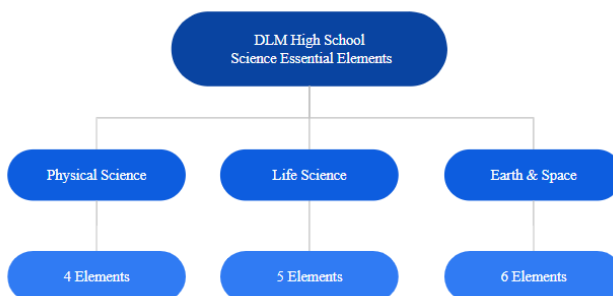 DLM High School
Science Essential Elements
Physical Science
Life Science
Earth & Space
4 Elements
5 Elements
6 Elements